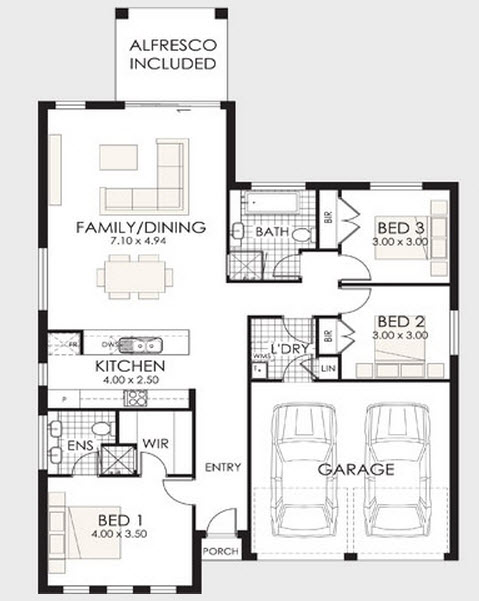 ALFRESCO
INCLUDED
FAMILY/DINING
7.10 x 4.94
BATH
BIR
BED 3
3.00 x 3.00
BED 2
3.00 x 3.00
BIR
L'DRY
WMS
LIN
FR
DWS
KITCHEN
4.00 x 2.50
P
ENS
WIR
ENTRY
GARAGE
BED 1
4.00 x 3.50
PORCH